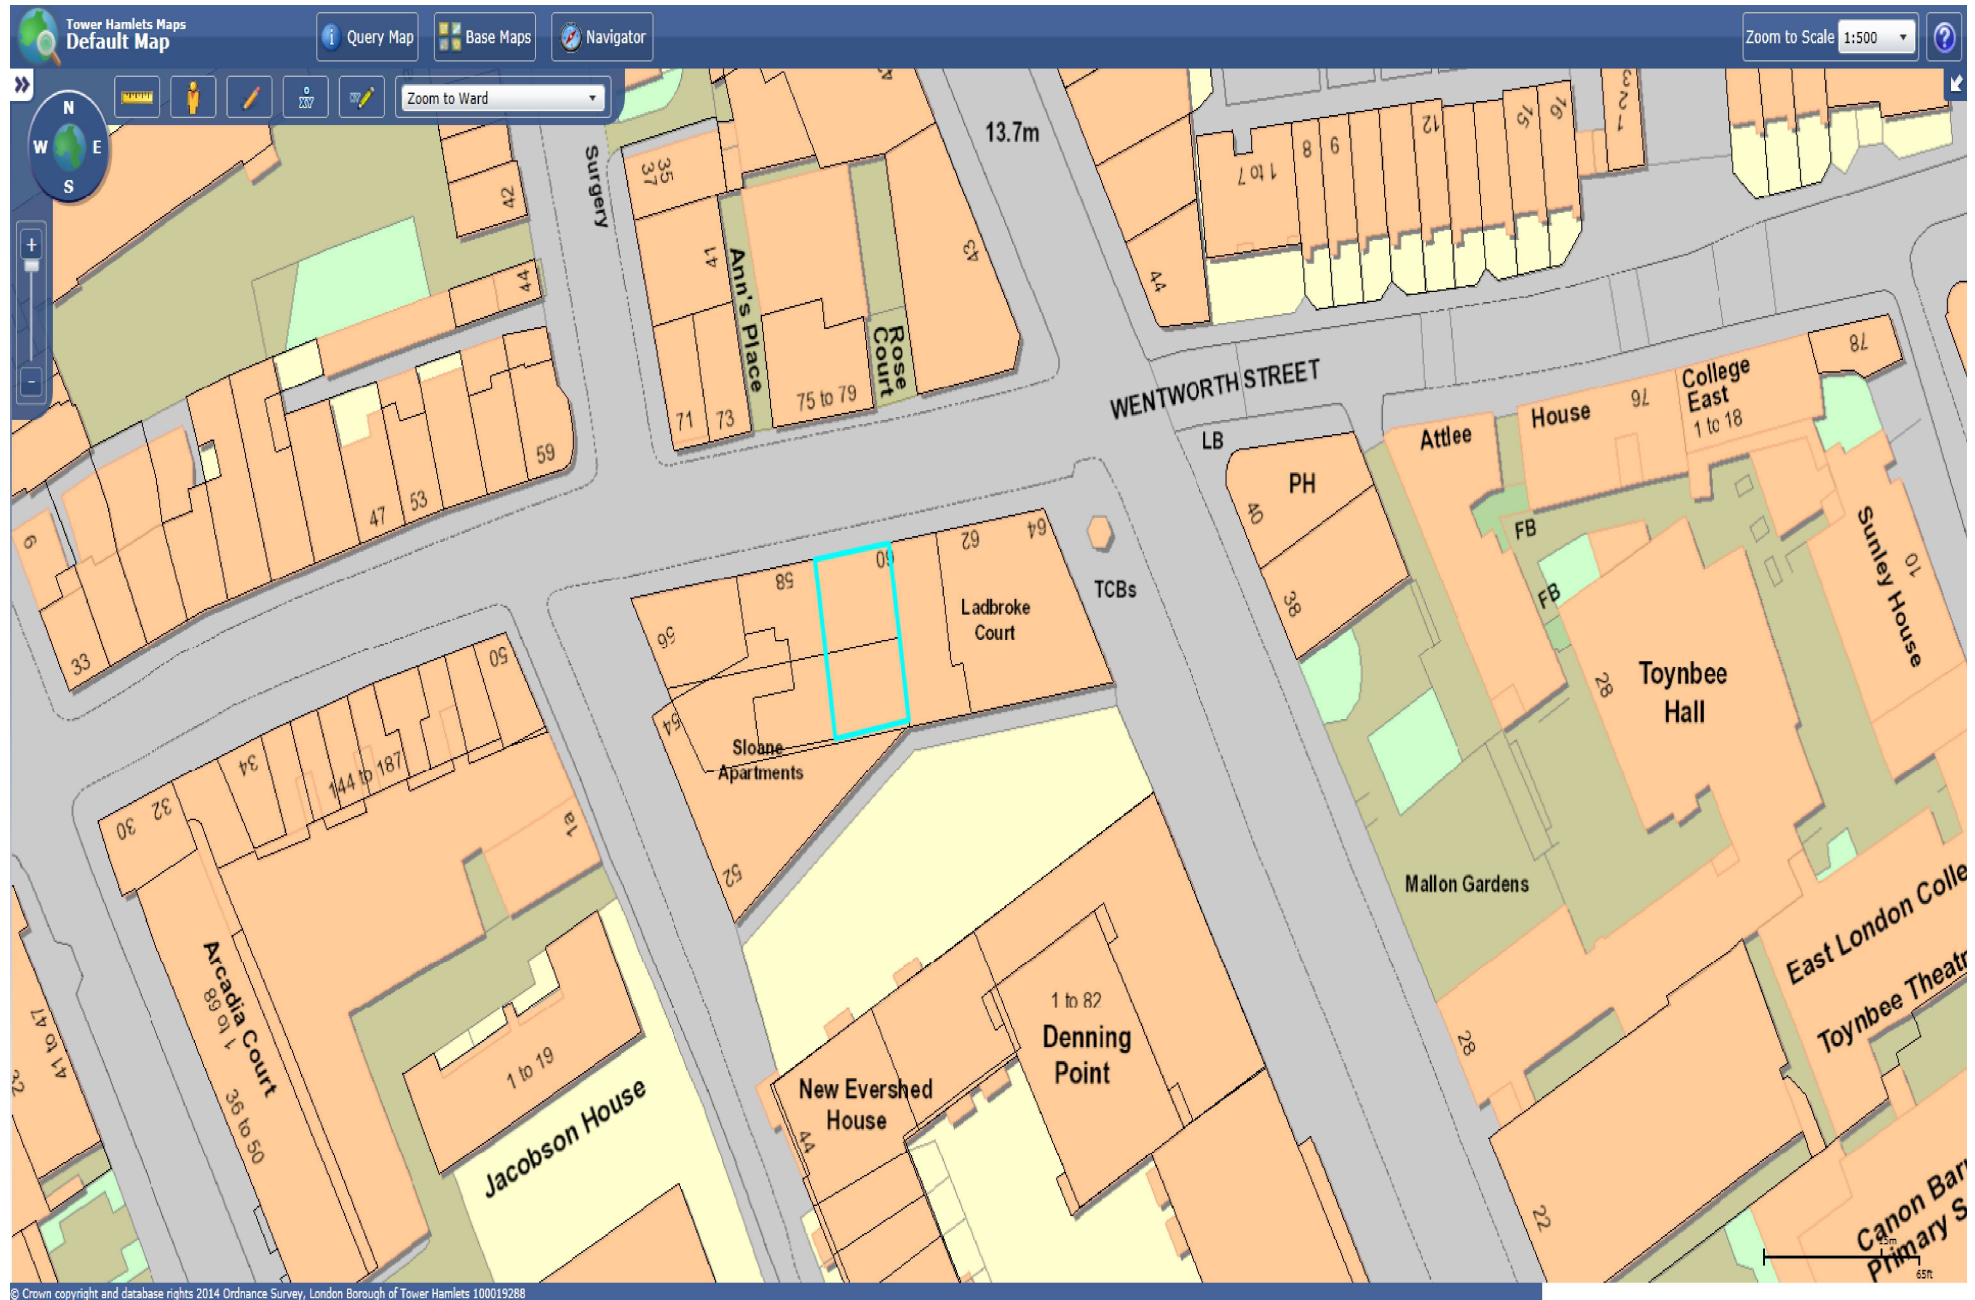 Tower Hamlets Maps
Default Map
Query Map
Base Maps
Navigator
Zoom to Scale
1:500
Zoom to Ward
N
W
E
S
XY
13.7m
Surgery
35
37
42
41
Ann's Place
Rose
Court
43
44
44
1 to 7
8
9
12
15
16
1
2
3
71
73
75 to 79
59
53
47
33
6
WENTWORTH STREET
LB
PH
40
38
Attlee
House
76
College
East
1 to 18
78
FB
FB
Sunley House
10
28
Toynbee
Hall
56
58
60
62
64
Ladbroke
Court
TCBs
54
Sloane
Apartments
52
50
34
32
30
144 to 187
1a
Arcadia Court
1 to 68
36 to 50
41 to 47
32
1 to 19
Jacobson House
New Evershed
House
44
1 to 82
Denning
Point
Mallon Gardens
28
22
East London Colle
Toynbee Theatr
Canon Bar
Primary S
15m
65ft
© Crown copyright and database rights 2014 Ordnance Survey, London Borough of Tower Hamlets 100019288